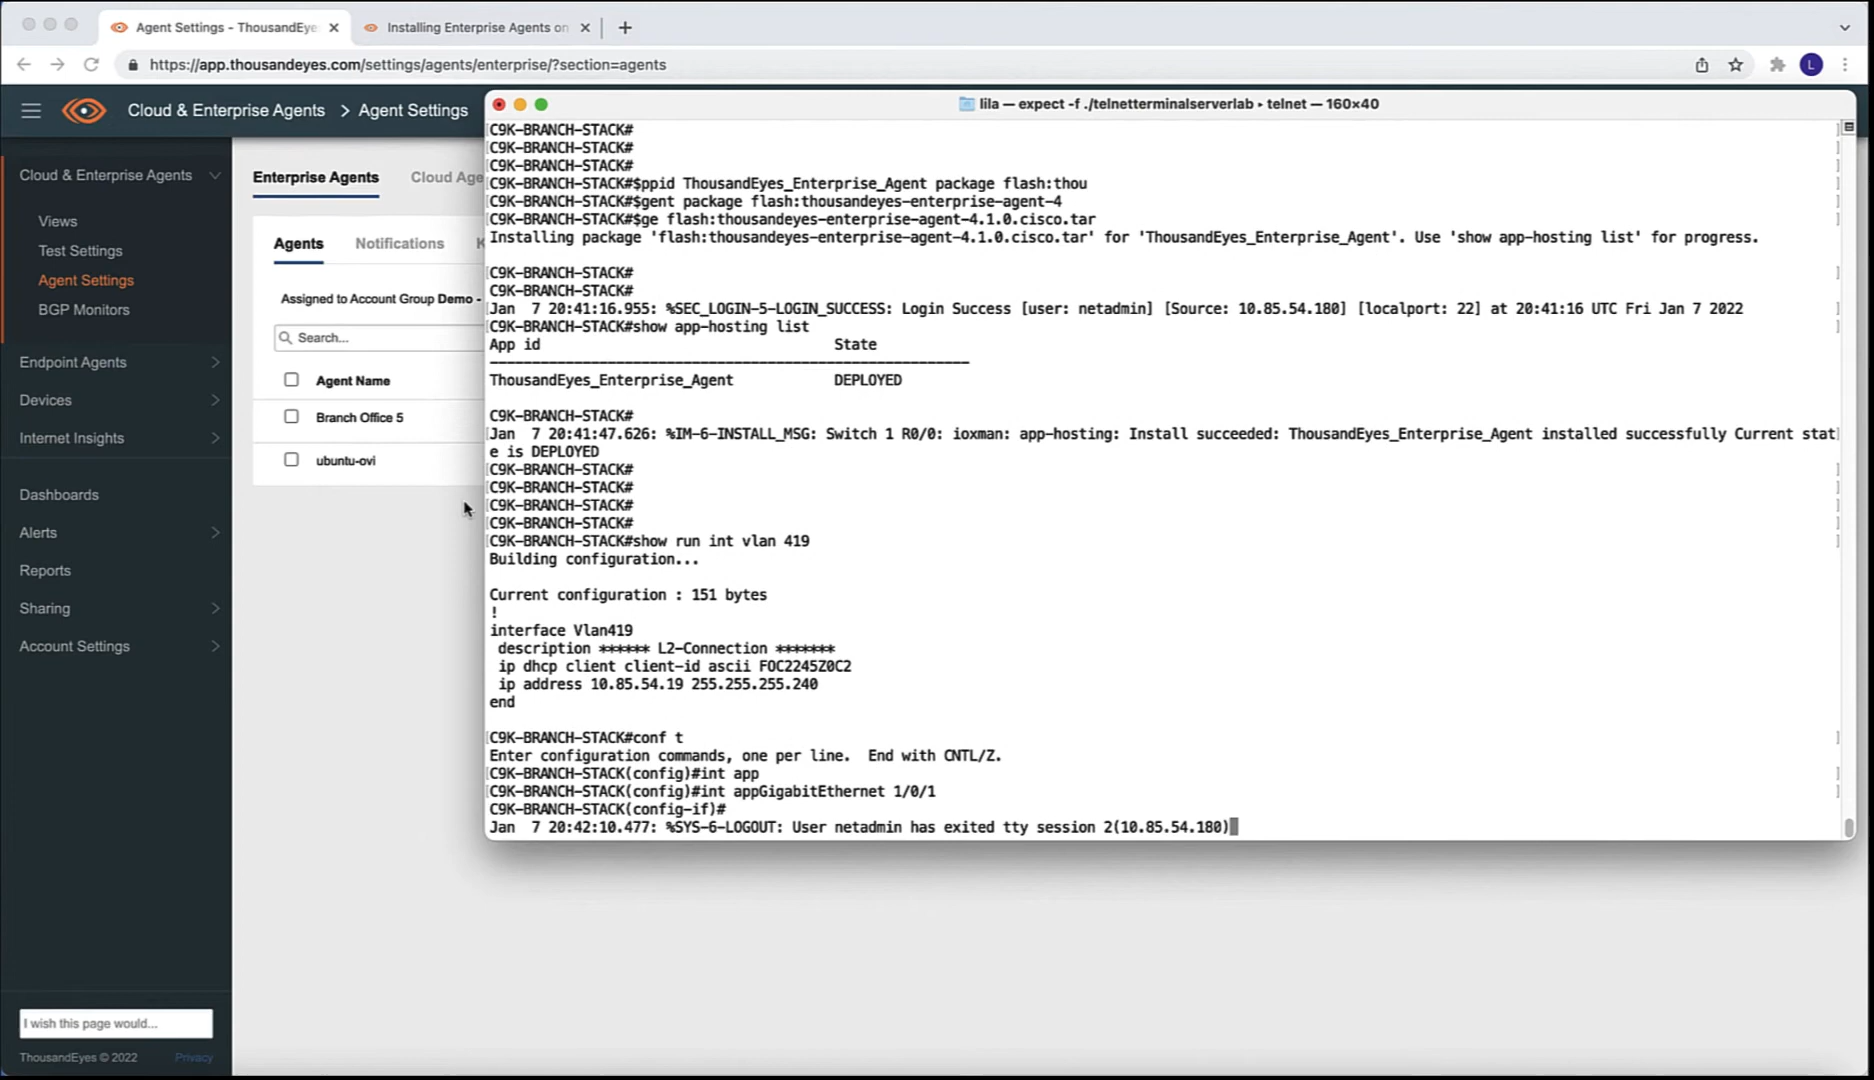 Agent Settings - ThousandEye
Installing Enterprise Agents on
https://app.thousandeyes.com/settings/agents/enterprise/?section=agents
L
Cloud & Enterprise Agents > Agent Settings
Cloud & Enterprise Agents
Views
Test Settings
Agent Settings
BGP Monitors
Endpoint Agents
Devices
Internet Insights
Dashboards
Alerts
Reports
Sharing
Account Settings
I wish this page would...
ThousandEyes © 2022 Privacy
Enterprise Agents Cloud Age
Agents Notifications K
Assigned to Account Group Demo -
Search...
Agent Name
Branch Office 5
ubuntu-ovi
lila — expect -f ./telnetterminalserverlab ▸ telnet — 160×40
C9K-BRANCH-STACK#
C9K-BRANCH-STACK#
C9K-BRANCH-STACK#
C9K-BRANCH-STACK#$ppid ThousandEyes_Enterprise_Agent package flash:thou
C9K-BRANCH-STACK#$gent package flash:thousandeyes-enterprise-agent-4
C9K-BRANCH-STACK#$ge flash:thousandeyes-enterprise-agent-4.1.0.cisco.tar
Installing package 'flash:thousandeyes-enterprise-agent-4.1.0.cisco.tar' for 'ThousandEyes_Enterprise_Agent'. Use 'show app-hosting list' for progress.
C9K-BRANCH-STACK#
C9K-BRANCH-STACK#
Jan  7 20:41:16.955: %SEC_LOGIN-5-LOGIN_SUCCESS: Login Success [user: netadmin] [Source: 10.85.54.180] [localport: 22] at 20:41:16 UTC Fri Jan 7 2022
C9K-BRANCH-STACK#show app-hosting list
App id                                   State
---------------------------------------------------------
ThousandEyes_Enterprise_Agent            DEPLOYED
C9K-BRANCH-STACK#
Jan  7 20:41:47.626: %IM-6-INSTALL_MSG: Switch 1 R0/0: ioxman: app-hosting: Install succeeded: ThousandEyes_Enterprise_Agent installed successfully Current stat
e is DEPLOYED
C9K-BRANCH-STACK#
C9K-BRANCH-STACK#
C9K-BRANCH-STACK#
C9K-BRANCH-STACK#
C9K-BRANCH-STACK#show run int vlan 419
Building configuration...
Current configuration : 151 bytes
!
interface Vlan419
 description ****** L2-Connection *******
 ip dhcp client client-id ascii FOC2245Z0C2
 ip address 10.85.54.19 255.255.255.240
end
C9K-BRANCH-STACK#conf t
Enter configuration commands, one per line.  End with CNTL/Z.
C9K-BRANCH-STACK(config)#int app
C9K-BRANCH-STACK(config)#int appGigabitEthernet 1/0/1
C9K-BRANCH-STACK(config-if)#
Jan  7 20:42:10.477: %SYS-6-LOGOUT: User netadmin has exited tty session 2(10.85.54.180)